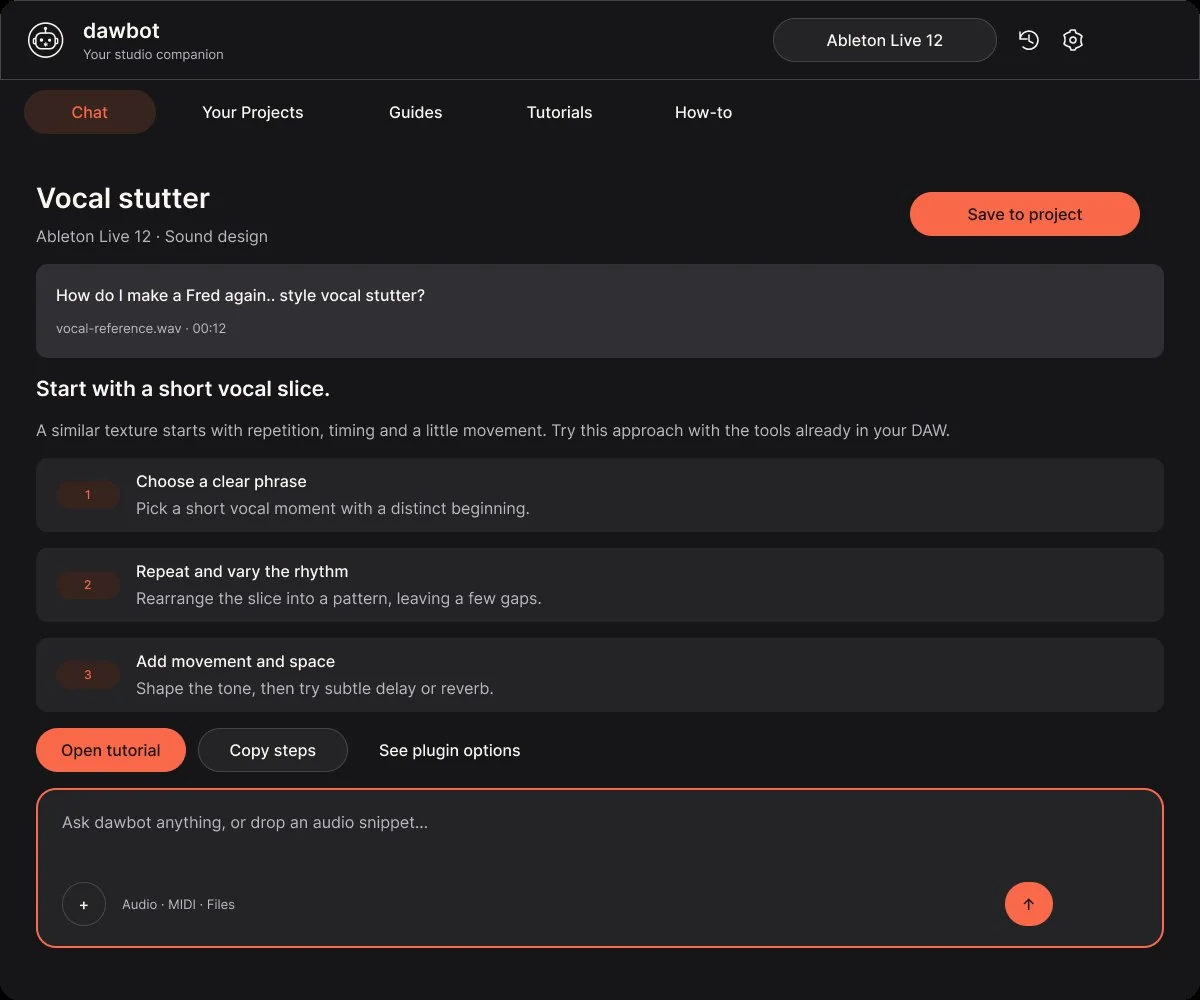 dawbot
Your studio companion
Ableton Live 12
Chat
Your Projects
Guides
Tutorials
How-to
Vocal stutter
Ableton Live 12 · Sound design
Save to project
How do I make a Fred again.. style vocal stutter?
vocal-reference.wav · 00:12
Start with a short vocal slice.
A similar texture starts with repetition, timing and a little movement. Try this approach with the tools already in your DAW.
1
Choose a clear phrase
Pick a short vocal moment with a distinct beginning.
2
Repeat and vary the rhythm
Rearrange the slice into a pattern, leaving a few gaps.
3
Add movement and space
Shape the tone, then try subtle delay or reverb.
Open tutorial
Copy steps
See plugin options
Ask dawbot anything, or drop an audio snippet...
+
Audio · MIDI · Files
↑